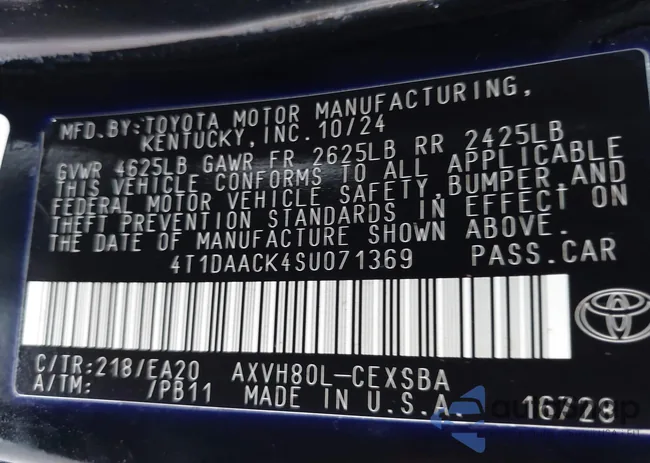 MFD. BY: TOYOTA MOTOR MANUFACTURING,
KENTUCKY, INC. 10/24
GVWR 4625LB GAWR FR 2625LB RR 2425LB
THIS VEHICLE CONFORMS TO ALL APPLICABLE
FEDERAL MOTOR VEHICLE SAFETY, BUMPER, AND
THEFT PREVENTION STANDARDS IN EFFECT ON
THE DATE OF MANUFACTURE SHOWN ABOVE.
4T1DAACK4SU071369 PASS.CAR
C/TR: 218/EA20 AXVH80L-CEXSBA
A/TM: /PB11 MADE IN U.S.A. 16728